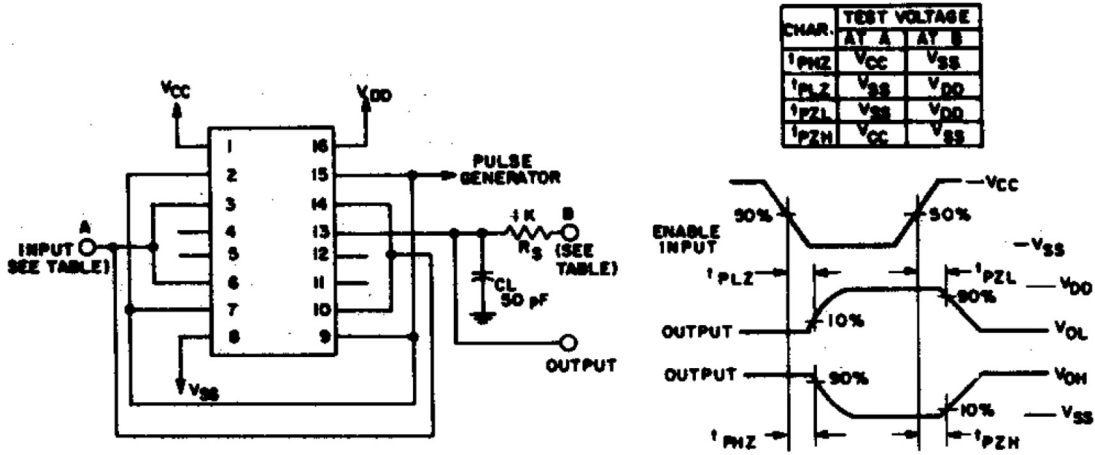 CHAR. TEST VOLTAGE
AT A AT B
tPHZ VCC VSS
tPLZ VSS VDD
tPZL VSS VDD
tPZH VCC VSS
VCC
VDD
1 16
2 15
3 14
4 13
5 12
6 11
7 10
8 9
PULSE
GENERATOR
A
INPUT
SEE TABLE)
1K
RS
B
(SEE
TABLE)
CL
50 pF
OUTPUT
VSS
VCC
50% 50%
ENABLE
INPUT
VSS
tPLZ tPZL
VDD
90%
10%
OUTPUT
VOL
OUTPUT
VOH
90%
10%
VSS
tPHZ tPZH